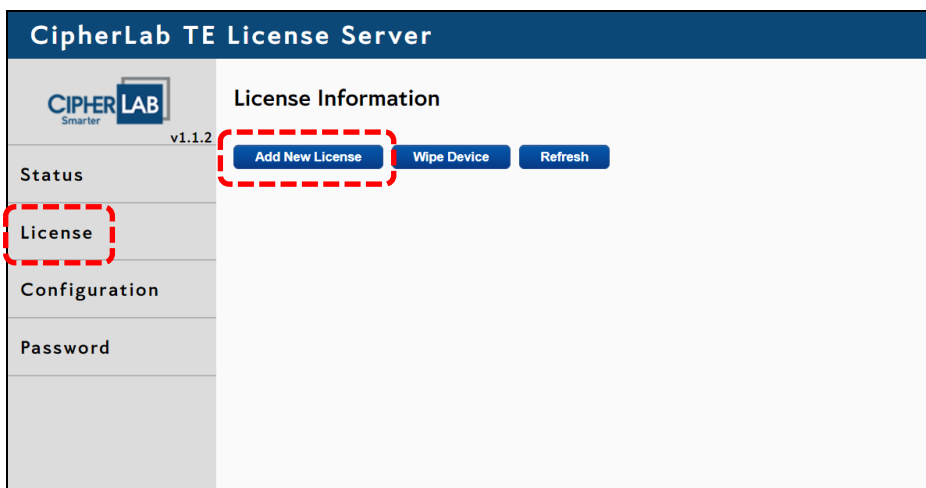 CipherLab TE License Server
CIPHERLAB
Smarter
v1.1.2
Status
License
Configuration
Password
License Information
Add New License Wipe Device Refresh